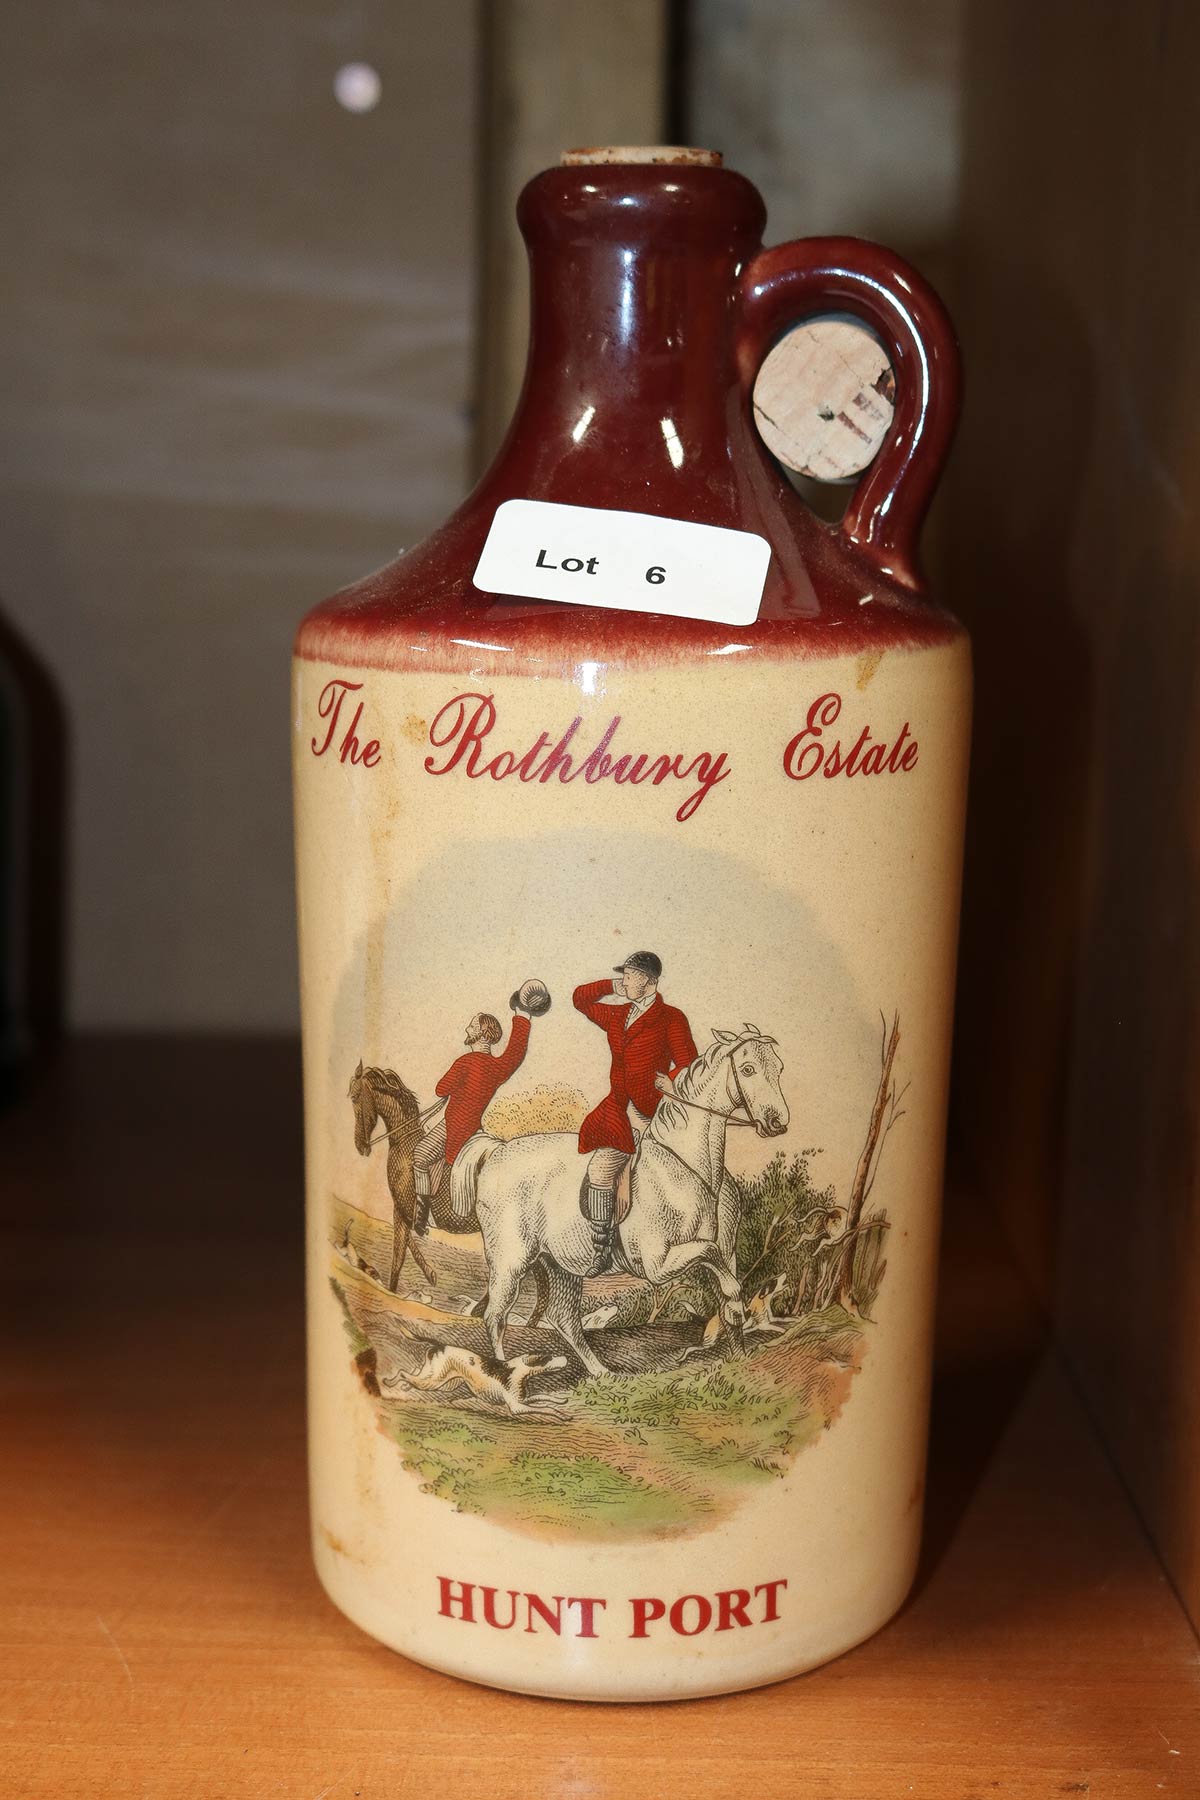 Lot 6
The Rothbury Estate
HUNT PORT